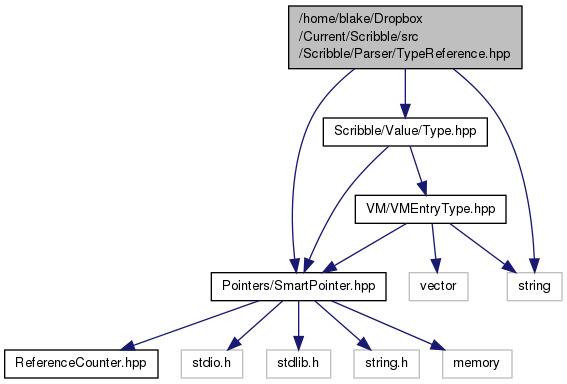 /home/blake/Dropbox
/Current/Scribble/src
/Scribble/Parser/TypeReference.hpp
Scribble/Value/Type.hpp
VM/VMEntryType.hpp
Pointers/SmartPointer.hpp
vector
string
ReferenceCounter.hpp
stdio.h
stdlib.h
string.h
memory